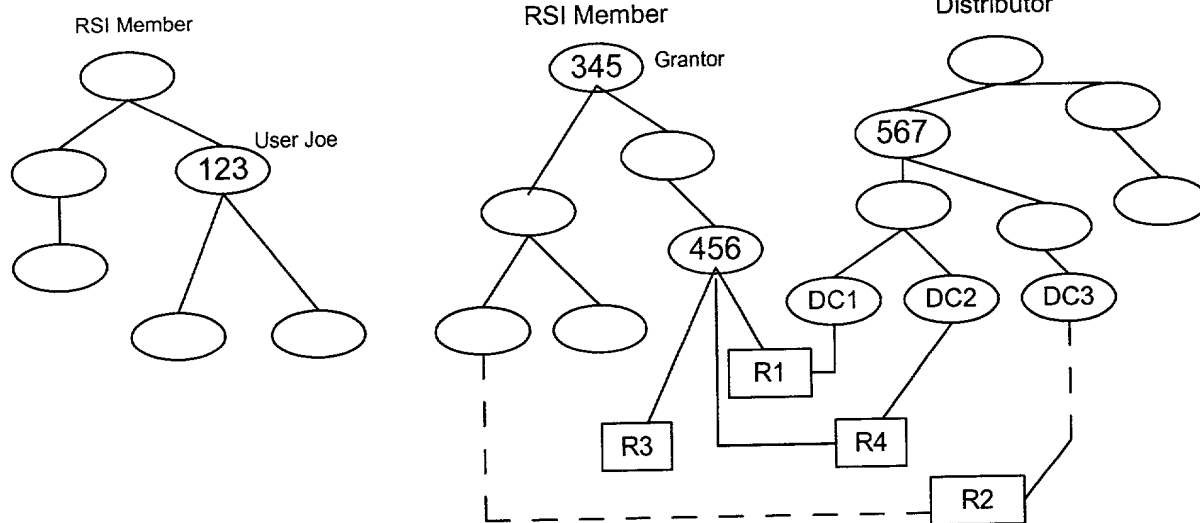 RSI Member
User Joe
123
RSI Member
345
Grantor
456
R3
R1
R4
R2
Distributor
567
DC1
DC2
DC3